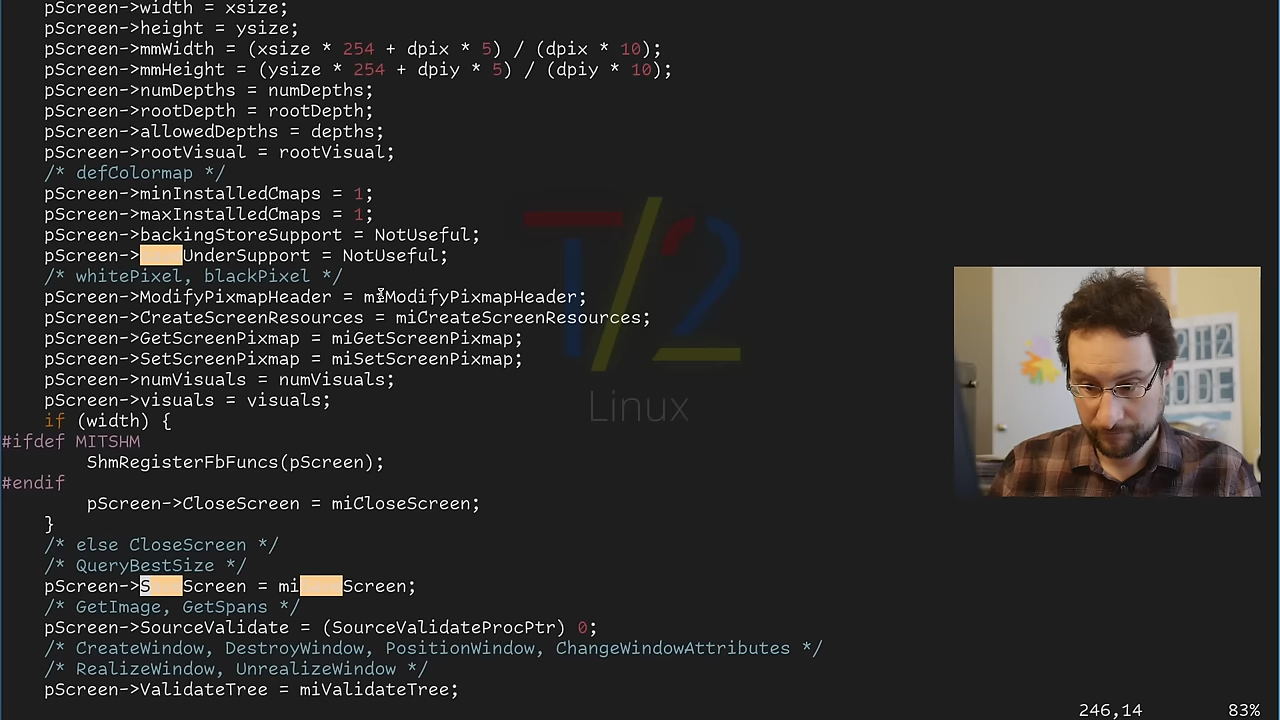 pScreen->width = xsize;
pScreen->height = ysize;
pScreen->mmWidth = (xsize * 254 + dpix * 5) / (dpix * 10);
pScreen->mmHeight = (ysize * 254 + dpiy * 5) / (dpiy * 10);
pScreen->numDepths = numDepths;
pScreen->rootDepth = rootDepth;
pScreen->allowedDepths = depths;
pScreen->rootVisual = rootVisual;
/* defColormap */
pScreen->minInstalledCmaps = 1;
pScreen->maxInstalledCmaps = 1;
pScreen->backingStoreSupport = NotUseful;
pScreen-> UnderSupport = NotUseful;
/* whitePixel, blackPixel */
pScreen->ModifyPixmapHeader = miModifyPixmapHeader;
pScreen->CreateScreenResources = miCreateScreenResources;
pScreen->GetScreenPixmap = miGetScreenPixmap;
pScreen->SetScreenPixmap = miSetScreenPixmap;
pScreen->numVisuals = numVisuals;
pScreen->visuals = visuals;
if (width) {
#ifdef MITSHM
ShmRegisterFbFuncs(pScreen);
#endif
pScreen->CloseScreen = miCloseScreen;
}
/* else CloseScreen */
/* QueryBestSize */
pScreen->S Screen = mi Screen;
/* GetImage, GetSpans */
pScreen->SourceValidate = (SourceValidateProcPtr) 0;
/* CreateWindow, DestroyWindow, PositionWindow, ChangeWindowAttributes */
/* RealizeWindow, UnrealizeWindow */
pScreen->ValidateTree = miValidateTree;
246,14 83%
T/2
Linux